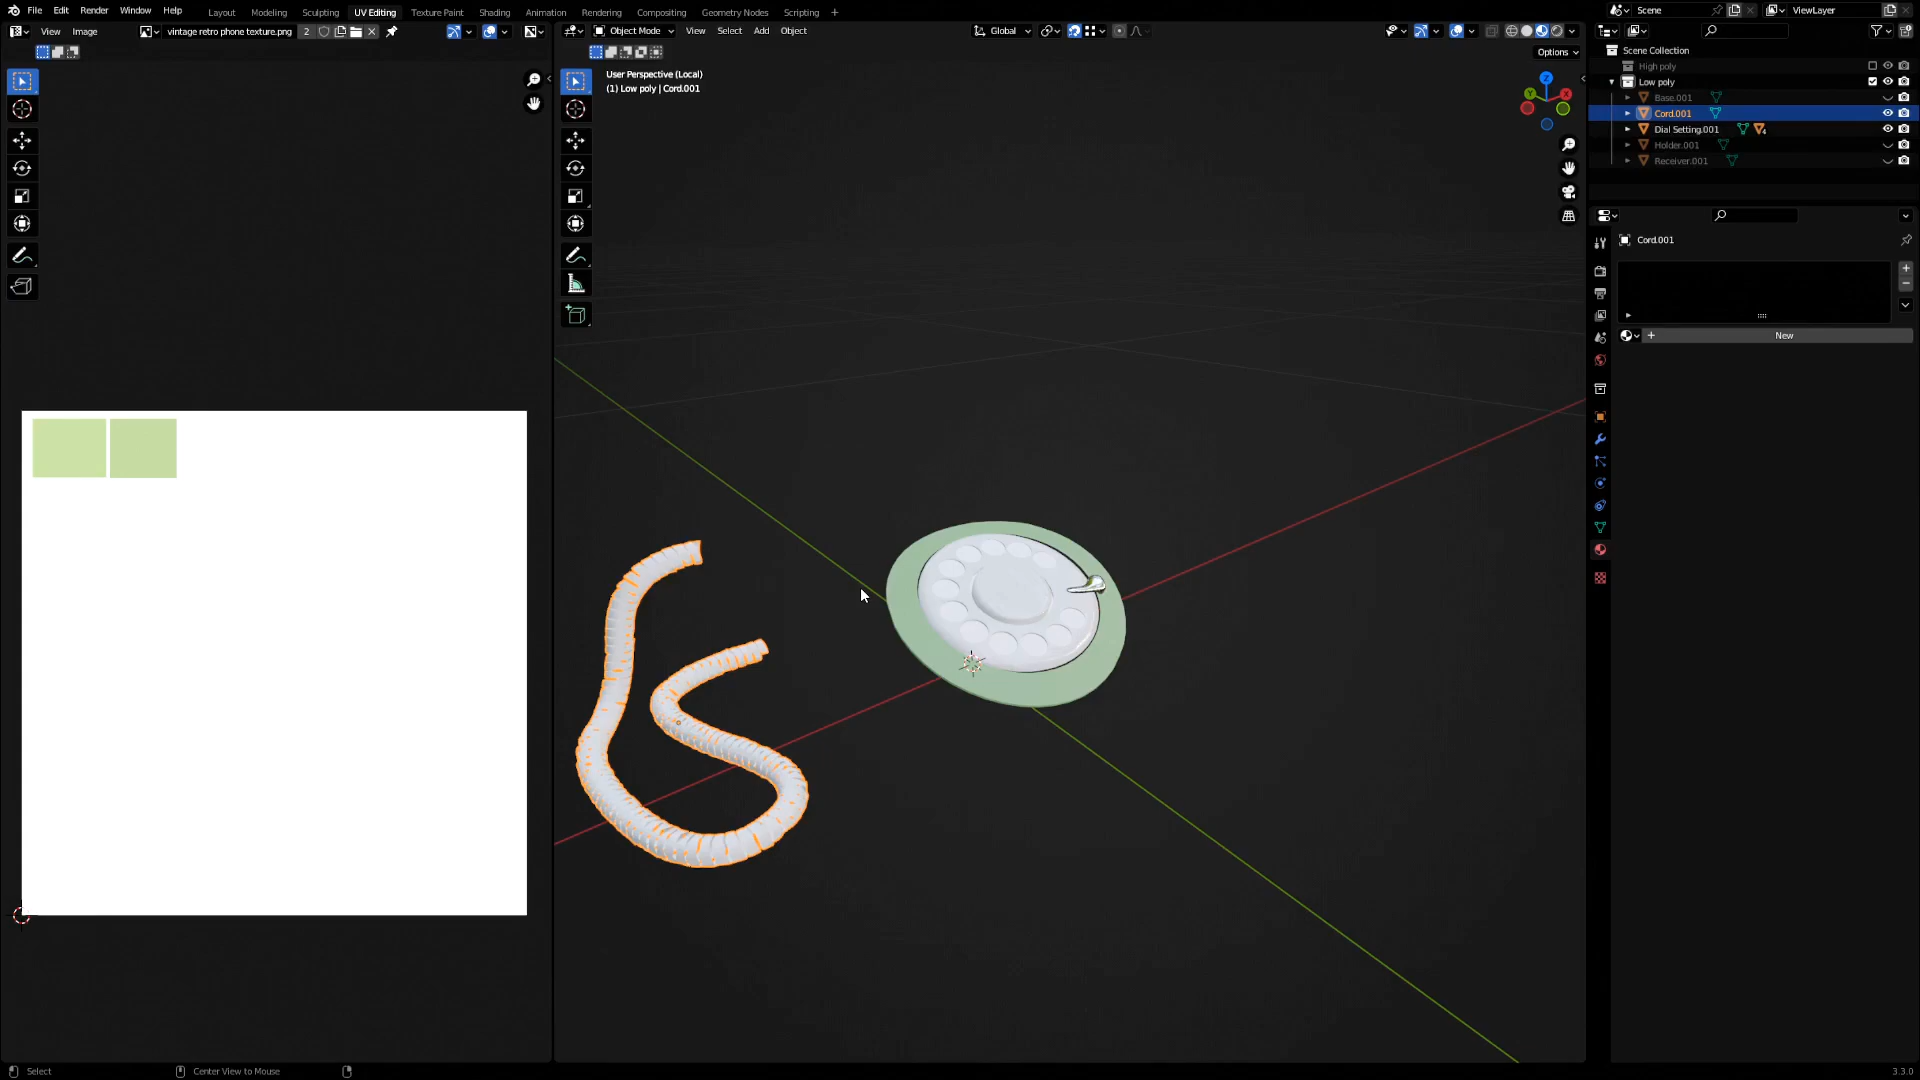 File Edit Render Window Help Layout Modeling Sculpting UV Editing Texture Paint Shading Animation Rendering Compositing Geometry Nodes Scripting + Scene ViewLayer
View Image vintage retro phone texture.png 2 Object Mode View Select Add Object Global
Options
User Perspective (Local)
(1) Low poly | Cord.001
Scene Collection
High poly
Low poly
Base.001
Cord.001
Dial Setting.001 4
Holder.001
Receiver.001
Cord.001
New
Z
Y
X
Select Center View to Mouse 3.3.0